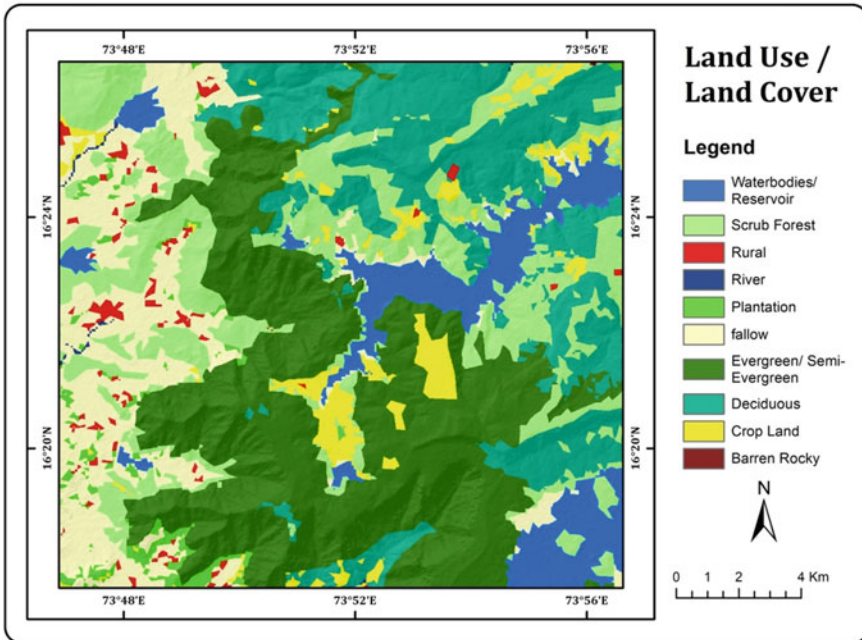 73°48'E 73°52'E 73°56'E
16°24'N 16°24'N
16°20'N 16°20'N
73°48'E 73°52'E 73°56'E
Land Use /
Land Cover
Legend
Waterbodies/
Reservoir
Scrub Forest
Rural
River
Plantation
fallow
Evergreen/ Semi-
Evergreen
Deciduous
Crop Land
Barren Rocky
N
0 1 2 4 Km